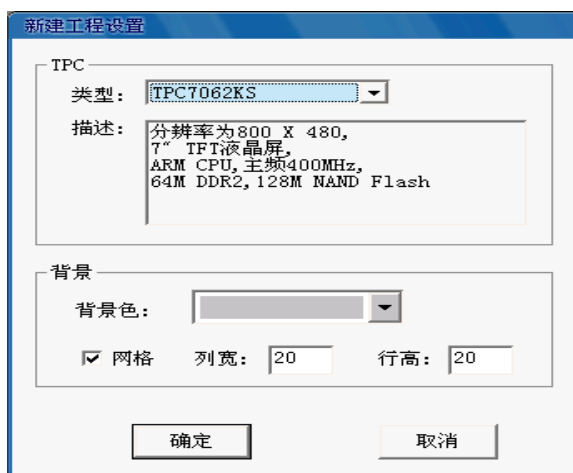 新建工程设置
TPC
类型: TPC7062KS
描述: 分辨率为800 X 480,
7" TFT液晶屏,
ARM CPU,主频400MHz,
64M DDR2,128M NAND Flash
背景
背景色:
网格 列宽: 20 行高: 20
确定 取消